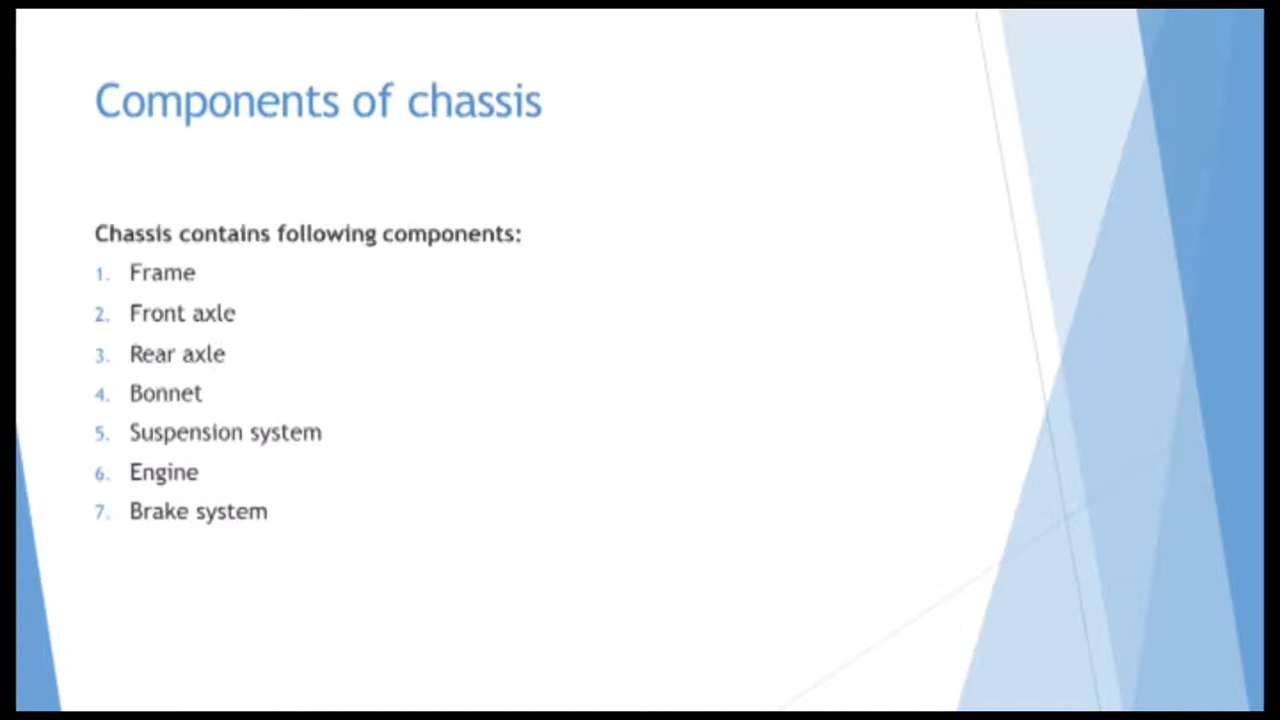 Components of chassis
Chassis contains following components:
1. Frame
2. Front axle
3. Rear axle
4. Bonnet
5. Suspension system
6. Engine
7. Brake system